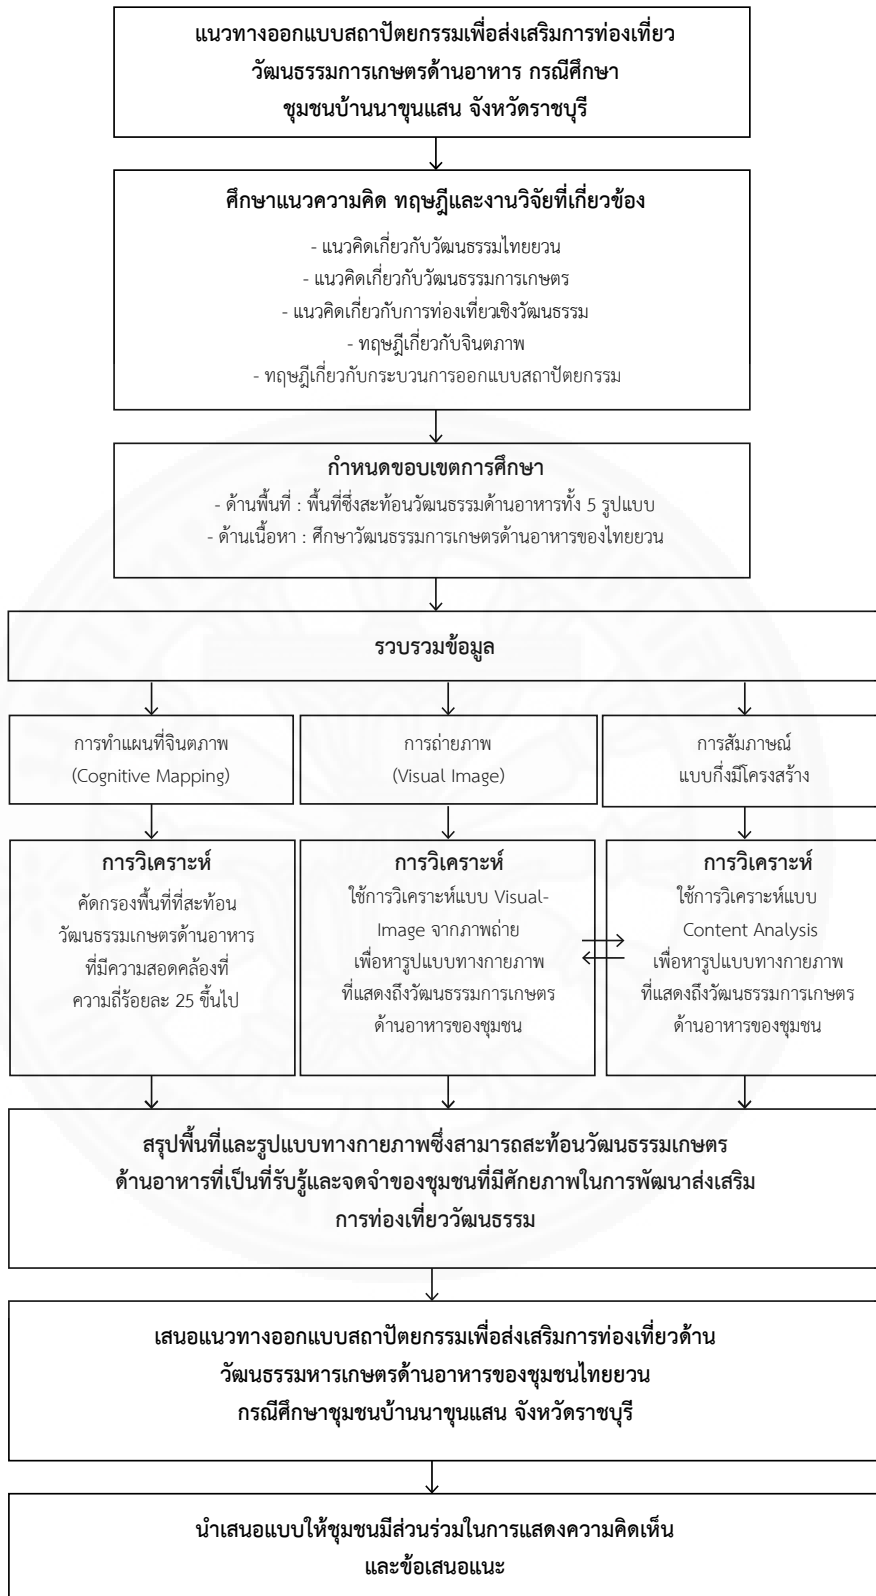 แนวทางออกแบบสถาปัตยกรรมเพื่อส่งเสริมการท่องเที่ยว
วัฒนธรรมการเกษตรด้านอาหาร กรณีศึกษา
ชุมชนบ้านนาขุนแสน จังหวัดราชบุรี
ศึกษาแนวความคิด ทฤษฎีและงานวิจัยที่เกี่ยวข้อง
- แนวคิดเกี่ยวกับวัฒนธรรมไทยยวน
- แนวคิดเกี่ยวกับวัฒนธรรมการเกษตร
- แนวคิดเกี่ยวกับการท่องเที่ยวเชิงวัฒนธรรม
- ทฤษฎีเกี่ยวกับจินตภาพ
- ทฤษฎีเกี่ยวกับกระบวนการออกแบบสถาปัตยกรรม
กำหนดขอบเขตการศึกษา
- ด้านพื้นที่ : พื้นที่ซึ่งสะท้อนวัฒนธรรมด้านอาหารทั้ง 5 รูปแบบ
- ด้านเนื้อหา : ศึกษาวัฒนธรรมการเกษตรด้านอาหารของไทยยวน
รวบรวมข้อมูล
การทำแผนที่จินตภาพ
(Cognitive Mapping)
การถ่ายภาพ
(Visual Image)
การสัมภาษณ์
แบบกึ่งมีโครงสร้าง
การวิเคราะห์
คัดกรองพื้นที่ที่สะท้อน
วัฒนธรรมเกษตรด้านอาหาร
ที่มีความสอดคล้องที่
ความถี่ร้อยละ 25 ขึ้นไป
การวิเคราะห์
ใช้การวิเคราะห์แบบ Visual-
Image จากภาพถ่าย
เพื่อหารูปแบบทางกายภาพ
ที่แสดงถึงวัฒนธรรมการเกษตร
ด้านอาหารของชุมชน
การวิเคราะห์
ใช้การวิเคราะห์แบบ
Content Analysis
เพื่อหารูปแบบทางกายภาพ
ที่แสดงถึงวัฒนธรรมการเกษตร
ด้านอาหารของชุมชน
สรุปพื้นที่และรูปแบบทางกายภาพซึ่งสามารถสะท้อนวัฒนธรรมเกษตร
ด้านอาหารที่เป็นที่รับรู้และจดจำของชุมชนที่มีศักยภาพในการพัฒนาส่งเสริม
การท่องเที่ยววัฒนธรรม
เสนอแนวทางออกแบบสถาปัตยกรรมเพื่อส่งเสริมการท่องเที่ยวด้าน
วัฒนธรรมหารเกษตรด้านอาหารของชุมชนไทยยวน
กรณีศึกษาชุมชนบ้านนาขุนแสน จังหวัดราชบุรี
นำเสนอแบบให้ชุมชนมีส่วนร่วมในการแสดงความคิดเห็น
และข้อเสนอแนะ